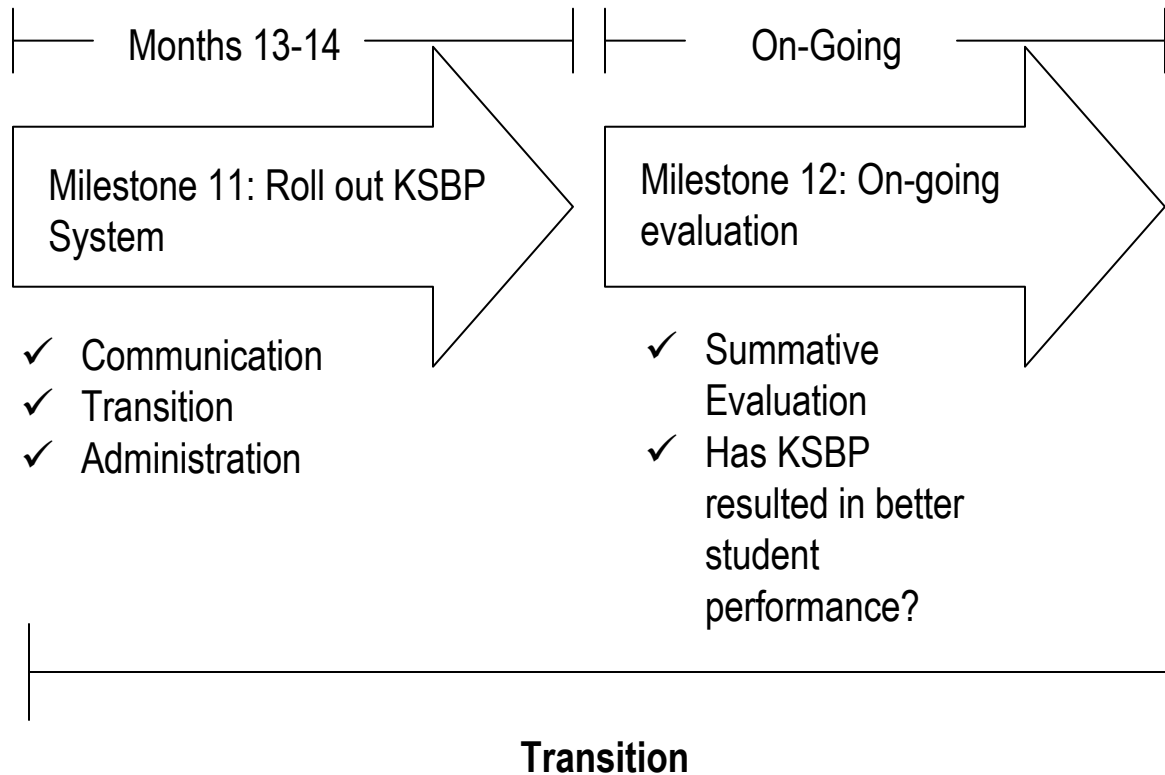 Months 13-14
On-Going
Milestone 11: Roll out KSBP
System
Milestone 12: On-going
evaluation
✓ Communication
✓ Transition
✓ Administration
✓ Summative
Evaluation
✓ Has KSBP
resulted in better
student
performance?
Transition